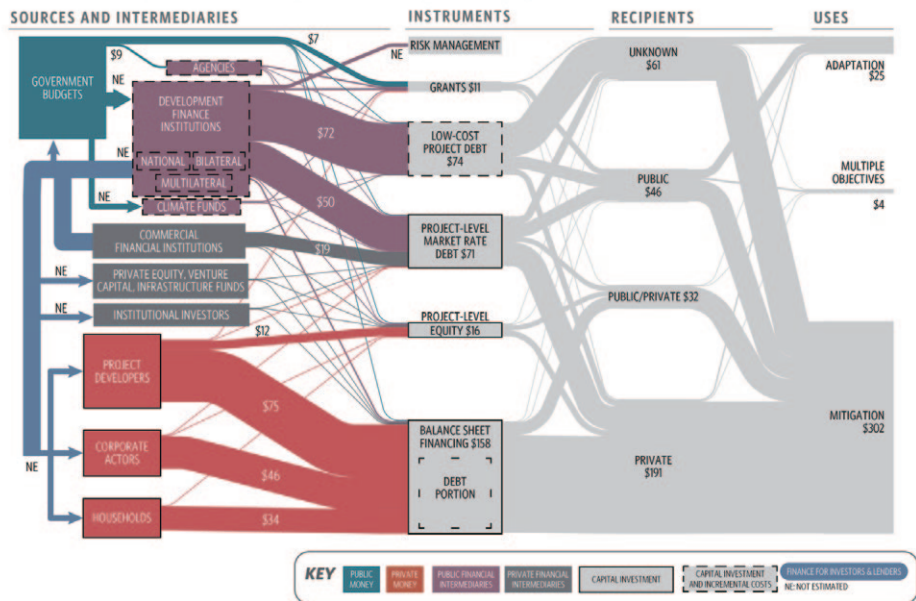 SOURCES AND INTERMEDIARIES
INSTRUMENTS
RECIPIENTS
USES
GOVERNMENT
BUDGETS
$9
$7
NE
AGENCIES
NE
DEVELOPMENT
FINANCE
INSTITUTIONS
NE
NATIONAL
BILATERAL
MULTILATERAL
NE
CLIMATE FUNDS
COMMERCIAL
FINANCIAL INSTITUTIONS
NE
PRIVATE EQUITY, VENTURE
CAPITAL, INFRASTRUCTURE FUNDS
NE
INSTITUTIONAL INVESTORS
PROJECT
DEVELOPERS
CORPORATE
ACTORS
NE
HOUSEHOLDS
$72
$50
$19
$12
$75
$46
$34
NE
RISK MANAGEMENT
GRANTS $11
LOW-COST
PROJECT DEBT
$74
PROJECT-LEVEL
MARKET RATE
DEBT $71
PROJECT-LEVEL
EQUITY $16
BALANCE SHEET
FINANCING $158
DEBT
PORTION
UNKNOWN
$61
PUBLIC
$46
PUBLIC/PRIVATE $32
PRIVATE
$191
ADAPTATION
$25
MULTIPLE
OBJECTIVES
$4
MITIGATION
$302
KEY
PUBLIC
MONEY
PRIVATE
MONEY
PUBLIC FINANCIAL
INTERMEDIARIES
PRIVATE FINANCIAL
INTERMEDIARIES
CAPITAL INVESTMENT
CAPITAL INVESTMENT
AND INCREMENTAL COSTS
FINANCE FOR INVESTORS & LENDERS
NE: NOT ESTIMATED